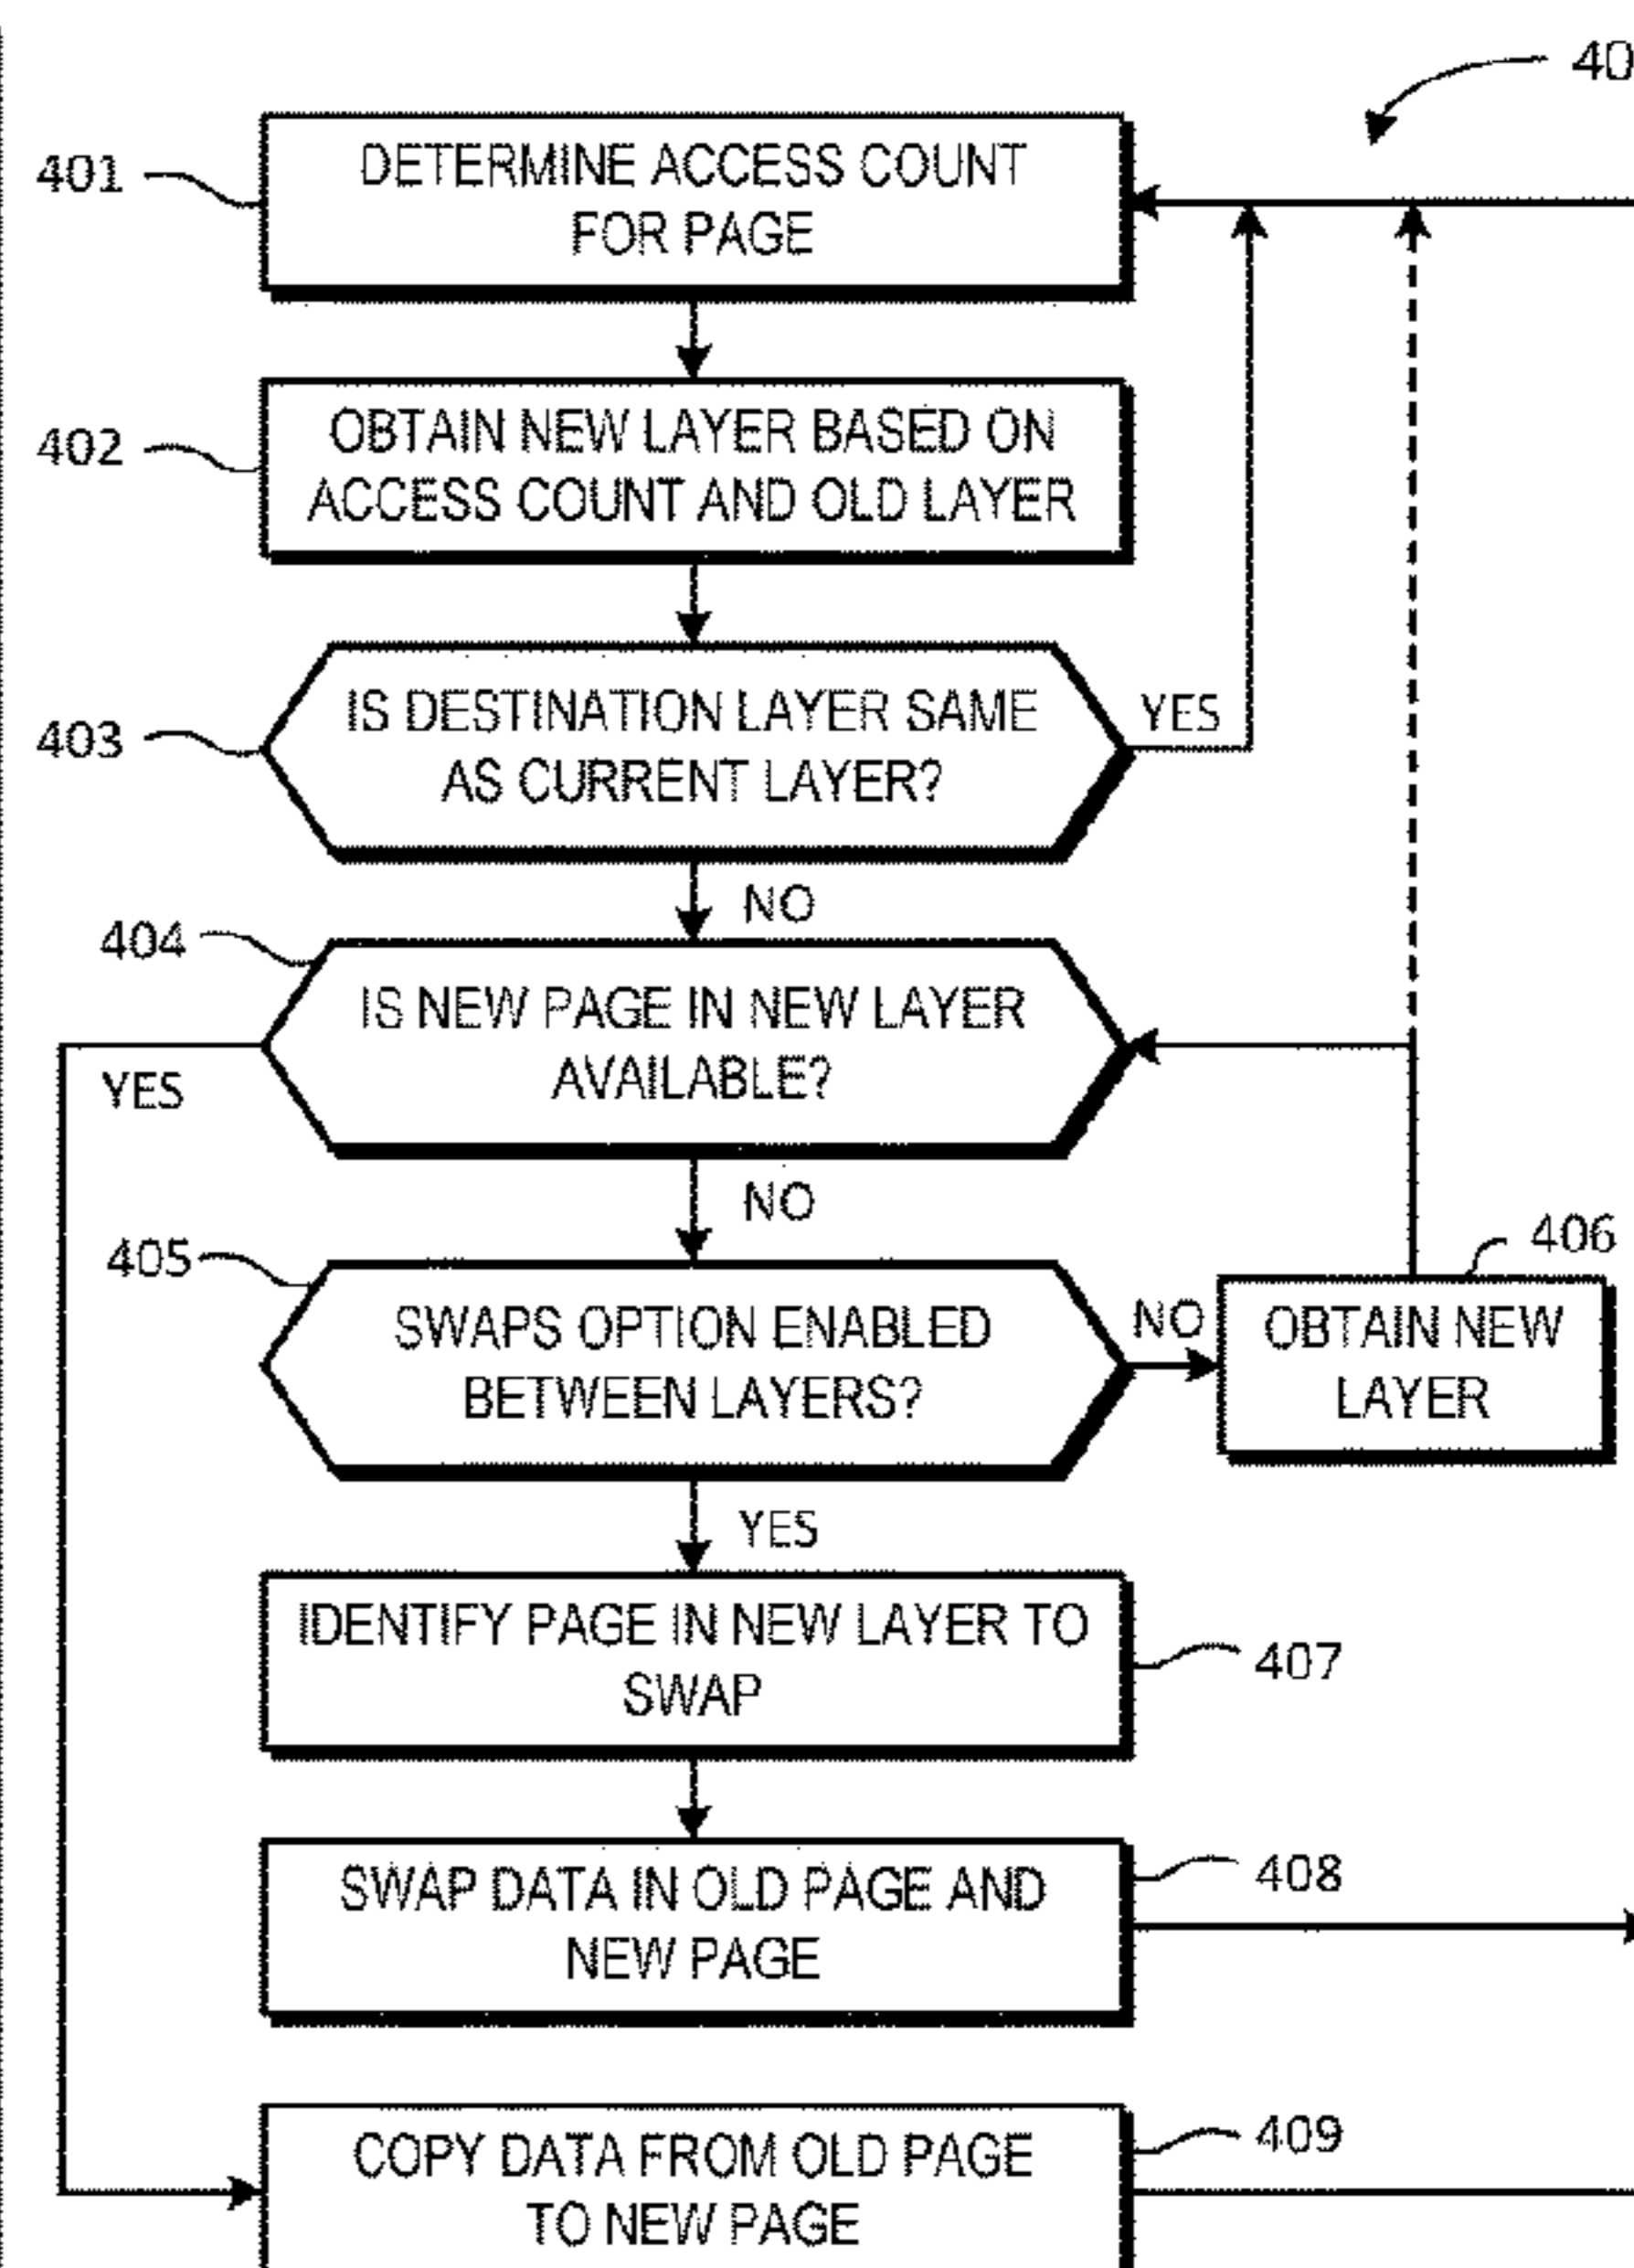 40
401
DETERMINE ACCESS COUNT
FOR PAGE
402
OBTAIN NEW LAYER BASED ON
ACCESS COUNT AND OLD LAYER
403
IS DESTINATION LAYER SAME
AS CURRENT LAYER?
YES
NO
404
IS NEW PAGE IN NEW LAYER
AVAILABLE?
YES
NO
405
SWAPS OPTION ENABLED
BETWEEN LAYERS?
NO
406
OBTAIN NEW
LAYER
YES
IDENTIFY PAGE IN NEW LAYER TO
SWAP
407
SWAP DATA IN OLD PAGE AND
NEW PAGE
408
COPY DATA FROM OLD PAGE
TO NEW PAGE
409